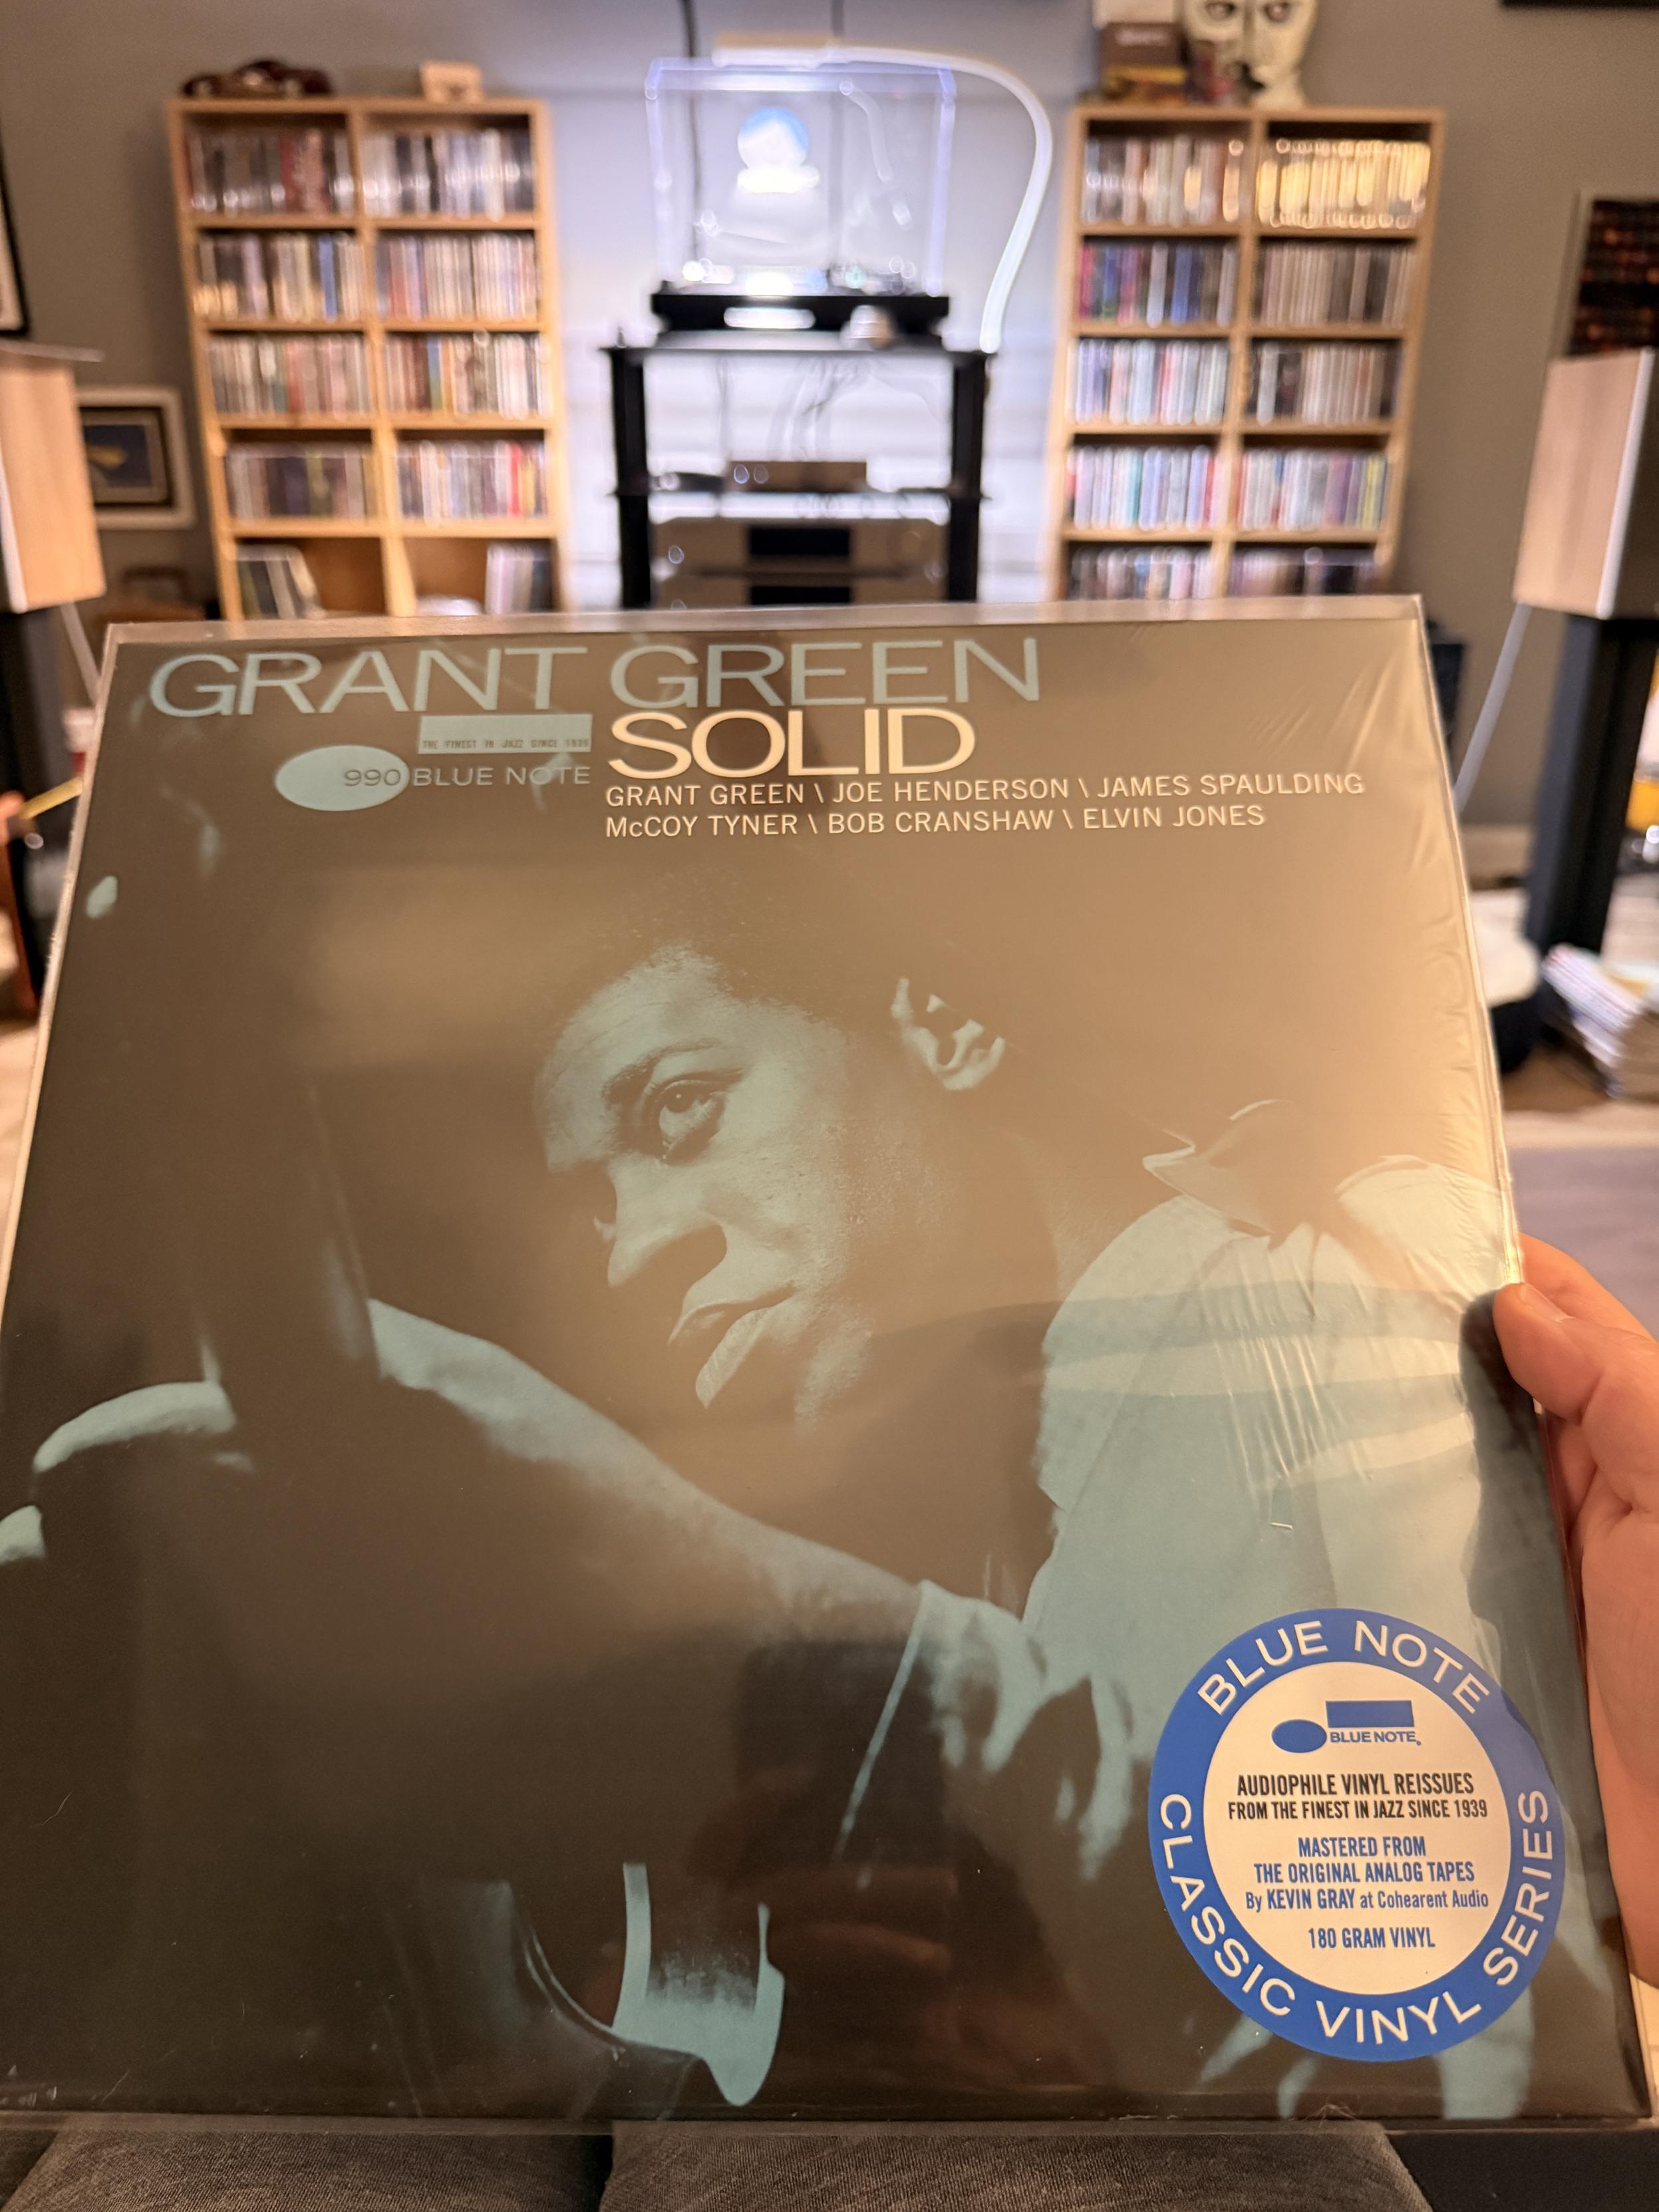 GRANT GREEN
SOLID
THE FINEST IN JAZZ SINCE 1939
990 BLUE NOTE
GRANT GREEN \ JOE HENDERSON \ JAMES SPAULDING
McCOY TYNER \ BOB CRANSHAW \ ELVIN JONES
BLUE NOTE
BLUE NOTE
AUDIOPHILE VINYL REISSUES
FROM THE FINEST IN JAZZ SINCE 1939
MASTERED FROM
THE ORIGINAL ANALOG TAPES
By KEVIN GRAY at Cohearent Audio
180 GRAM VINYL
CLASSIC VINYL SERIES